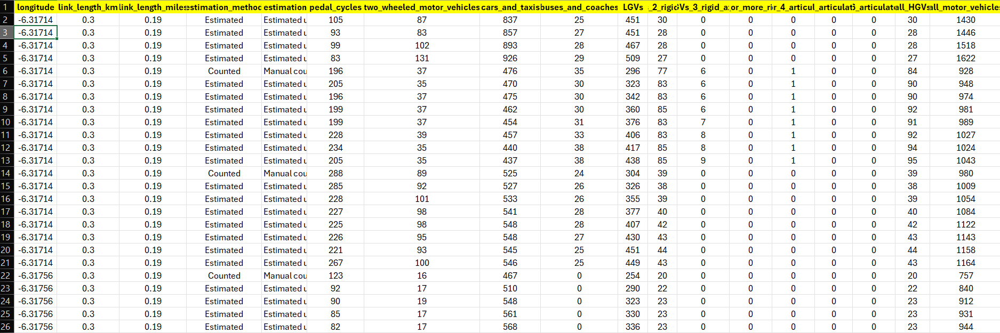 1 longitude link_length_km link_length_miles estimation_method estimation pedal_cycles two_wheeled_motor_vehicles cars_and_taxis buses_and_coaches LGVs _2_rigic Vs_3_rigid_a or_more_ri r_4_articul _articulat 6_articulat all_HGVs all_motor_vehicle
2 -6.31714 0.3 0.19 Estimated Estimated u 105 87 837 25 451 30 0 0 0 0 0 30 1430
3 -6.31714 0.3 0.19 Estimated Estimated u 93 83 857 27 451 28 0 0 0 0 0 28 1446
4 -6.31714 0.3 0.19 Estimated Estimated u 99 102 893 28 467 28 0 0 0 0 0 28 1518
5 -6.31714 0.3 0.19 Estimated Estimated u 83 131 926 29 509 27 0 0 0 0 0 27 1622
6 -6.31714 0.3 0.19 Counted Manual cou 196 37 476 35 296 77 6 0 1 0 0 84 928
7 -6.31714 0.3 0.19 Estimated Estimated u 205 35 470 30 323 83 6 0 1 0 0 90 948
8 -6.31714 0.3 0.19 Estimated Estimated u 196 37 475 30 342 83 6 0 1 0 0 90 974
9 -6.31714 0.3 0.19 Estimated Estimated u 199 37 462 30 360 85 6 0 1 0 0 92 981
10 -6.31714 0.3 0.19 Estimated Estimated u 199 37 454 31 376 83 7 0 1 0 0 91 989
11 -6.31714 0.3 0.19 Estimated Estimated u 228 39 457 33 406 83 8 0 1 0 0 92 1027
12 -6.31714 0.3 0.19 Estimated Estimated u 234 35 440 38 417 85 8 0 1 0 0 94 1024
13 -6.31714 0.3 0.19 Estimated Estimated u 205 35 437 38 438 85 9 0 1 0 0 95 1043
14 -6.31714 0.3 0.19 Counted Manual cou 288 89 525 24 304 39 0 0 0 0 0 39 980
15 -6.31714 0.3 0.19 Estimated Estimated u 285 92 527 26 326 38 0 0 0 0 0 38 1009
16 -6.31714 0.3 0.19 Estimated Estimated u 228 101 533 26 355 39 0 0 0 0 0 39 1054
17 -6.31714 0.3 0.19 Estimated Estimated u 227 98 541 28 377 40 0 0 0 0 0 40 1084
18 -6.31714 0.3 0.19 Estimated Estimated u 225 98 548 28 407 42 0 0 0 0 0 42 1122
19 -6.31714 0.3 0.19 Estimated Estimated u 226 95 548 27 430 43 0 0 0 0 0 43 1143
20 -6.31714 0.3 0.19 Estimated Estimated u 221 93 545 25 451 44 0 0 0 0 0 44 1158
21 -6.31714 0.3 0.19 Estimated Estimated u 267 100 546 25 449 43 0 0 0 0 0 43 1164
22 -6.31756 0.3 0.19 Counted Manual cou 123 16 467 0 254 20 0 0 0 0 0 20 757
23 -6.31756 0.3 0.19 Estimated Estimated u 92 17 510 0 290 22 0 0 0 0 0 22 840
24 -6.31756 0.3 0.19 Estimated Estimated u 90 19 548 0 323 23 0 0 0 0 0 23 912
25 -6.31756 0.3 0.19 Estimated Estimated u 85 17 561 0 330 23 0 0 0 0 0 23 931
26 -6.31756 0.3 0.19 Estimated Estimated u 82 17 568 0 336 23 0 0 0 0 0 23 944